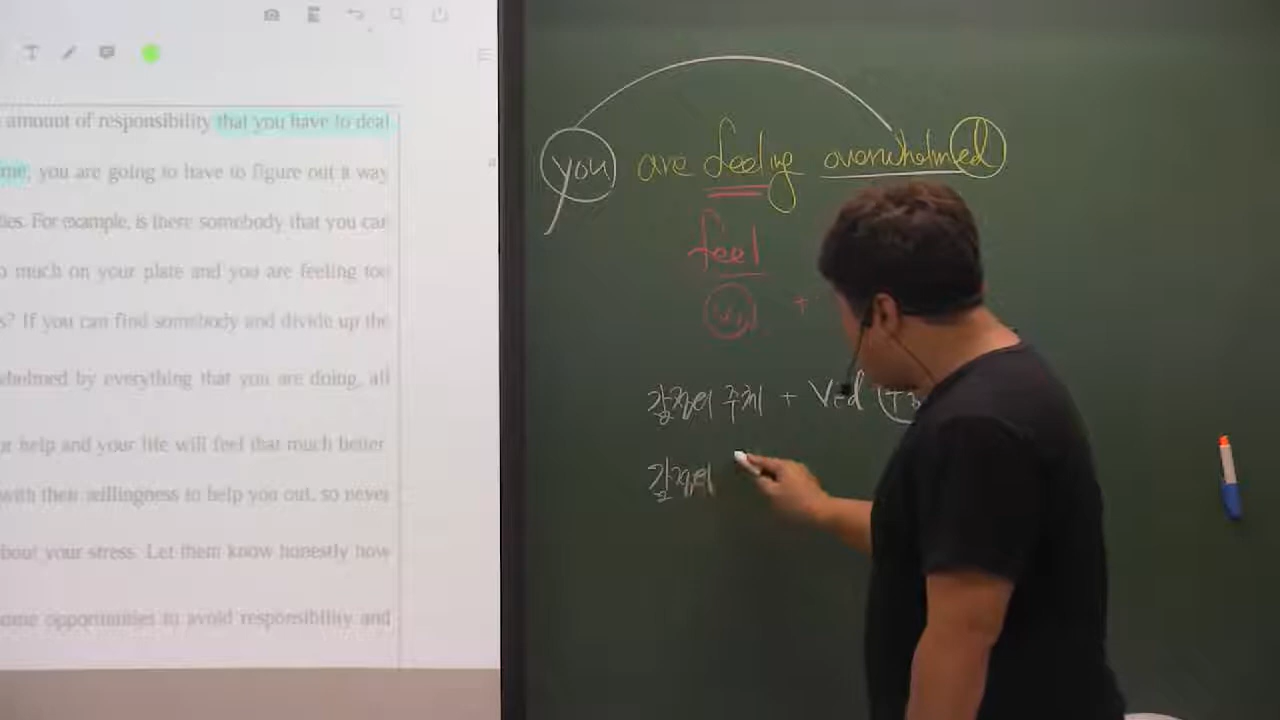 amount of responsibility that you have to deal
me, you are going to have to figure out a way
For example, is there somebody that you can
much on your plate and you are feeling too
If you can find somebody and divide up the
by everything that you are doing, all
help and your life will feel that much better.
with their willingness to help you out, so never
your stress. Let them know honestly how
opportunities to avoid responsibility and
you are feeling overwhelmed
feel
+
감정의 주체 + Ved
감정의